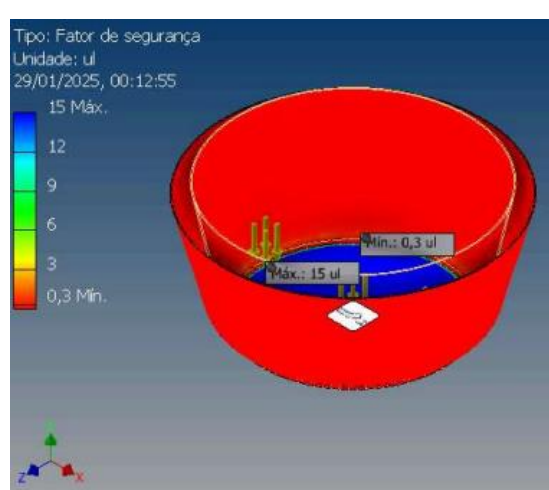 Tipo: Fator de segurança
Unidade: ul
29/01/2025, 00:12:55
15 Máx.
12
9
6
3
0,3 Mín.
Mín.: 0,3 ul
Máx.: 15 ul
Z
X